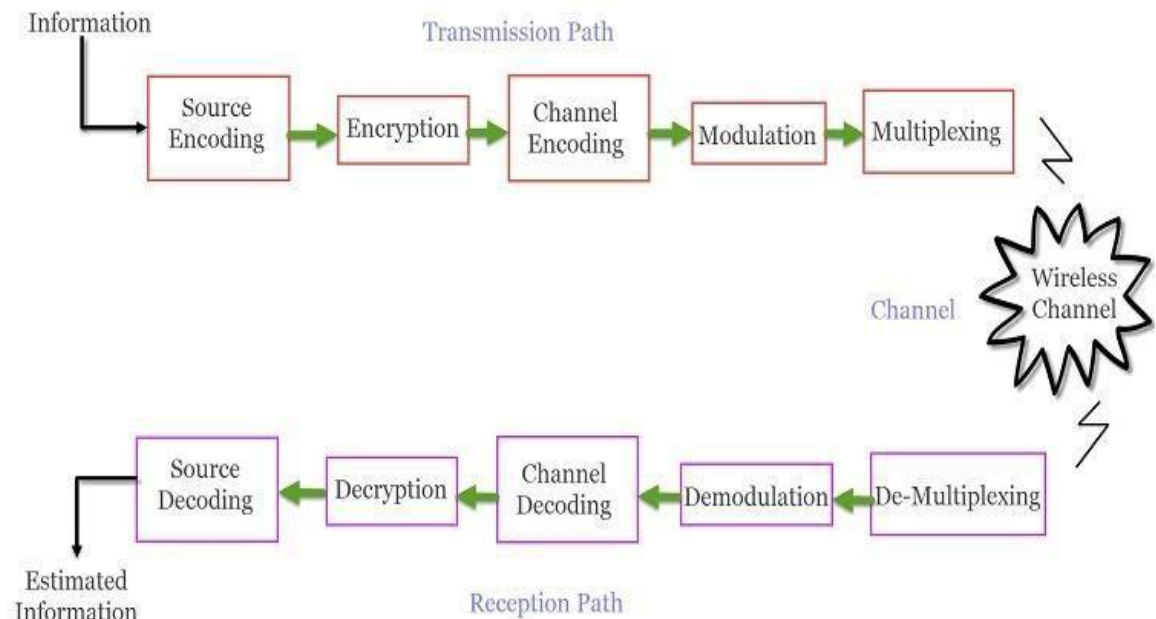 Information
Transmission Path
Source
Encoding
Encryption
Channel
Encoding
Modulation
Multiplexing
Wireless
Channel
Channel
Source
Decoding
Decryption
Channel
Decoding
Demodulation
De-Multiplexing
Estimated
Information
Reception Path